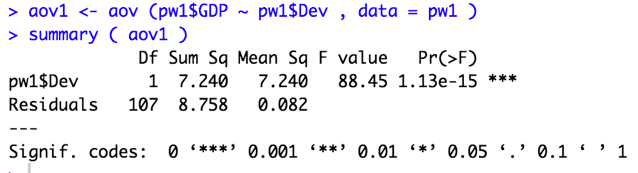 > aov1 <- aov (pw1$GDP ~ pw1$Dev , data = pw1 )
> summary ( aov1 )
Df Sum Sq Mean Sq F value Pr(>F)
pw1$Dev 1 7.240 7.240 88.45 1.13e-15 ***
Residuals 107 8.758 0.082
---
Signif. codes: 0 ‘***’ 0.001 ‘**’ 0.01 ‘*’ 0.05 ‘.’ 0.1 ‘ ’ 1